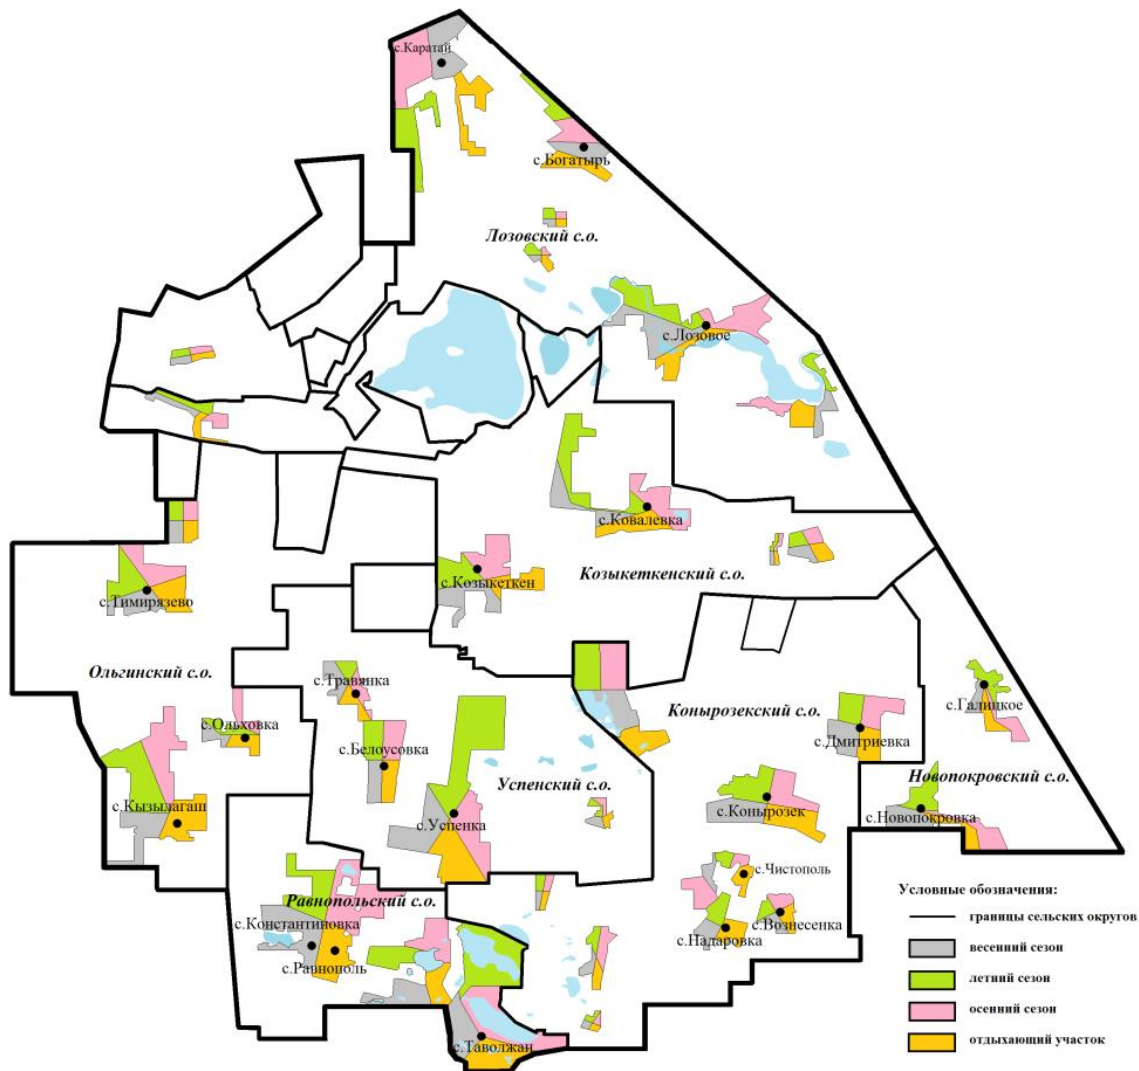 с.Каратай
с.Богатырь
Лозовский с.о.
с.Лозовое
с.Ковалевка
с.Козыкеткен
Козыкеткенский с.о.
с.Тимирязево
Ольгинский с.о.
с.Травянка
с.Галицкое
Конырозекский с.о.
с.Ольховка
с.Дмитриевка
с.Белоусовка
Успенский с.о.
Новопокровский с.о.
с.Кызылагаш
с.Успенка
с.Конырозек
с.Новопокровка
с.Чистополь
Равнопольский с.о.
с.Константиновка
с.Вознесенка
с.Надаровка
с.Равнополь
с.Таволжан
Условные обозначения:
границы сельских округов
весенний сезон
летний сезон
осенний сезон
отдыхающий участок